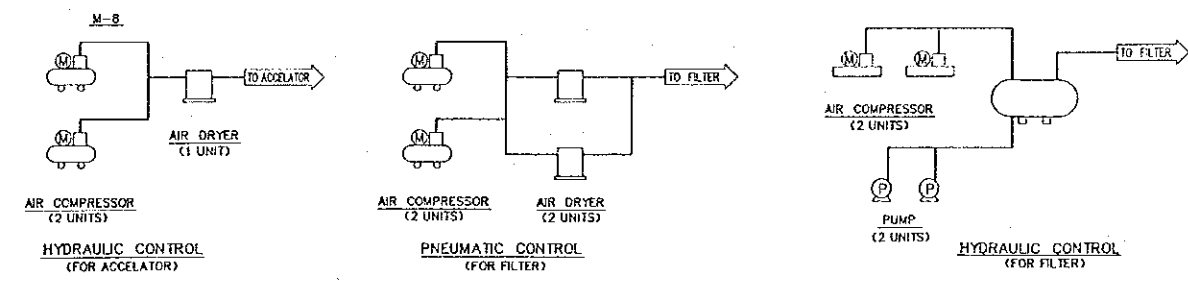 M-8
M
TO ACCELATOR
M
AIR DRYER
(1 UNIT)
AIR COMPRESSOR
(2 UNITS)
HYDRAULIC CONTROL
(FOR ACCELATOR)
M
TO FILTER
M
AIR COMPRESSOR
(2 UNITS)
AIR DRYER
(2 UNITS)
PNEUMATIC CONTROL
(FOR FILTER)
M
M
TO FILTER
AIR COMPRESSOR
(2 UNITS)
P
P
PUMP
(2 UNITS)
HYDRAULIC CONTROL
(FOR FILTER)